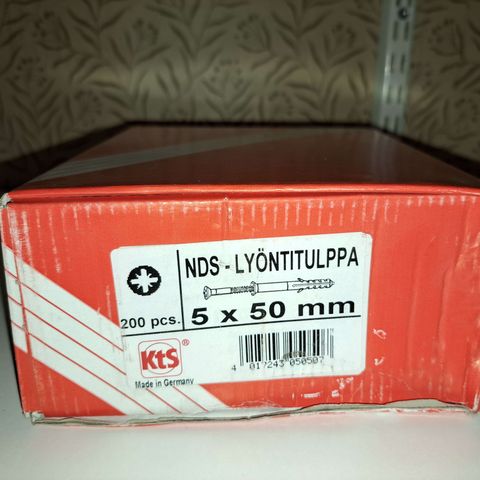 NDS - LYÖNTITULPPA
200 pcs. 5 x 50 mm
KtS®
Made in Germany
4 017243 050507